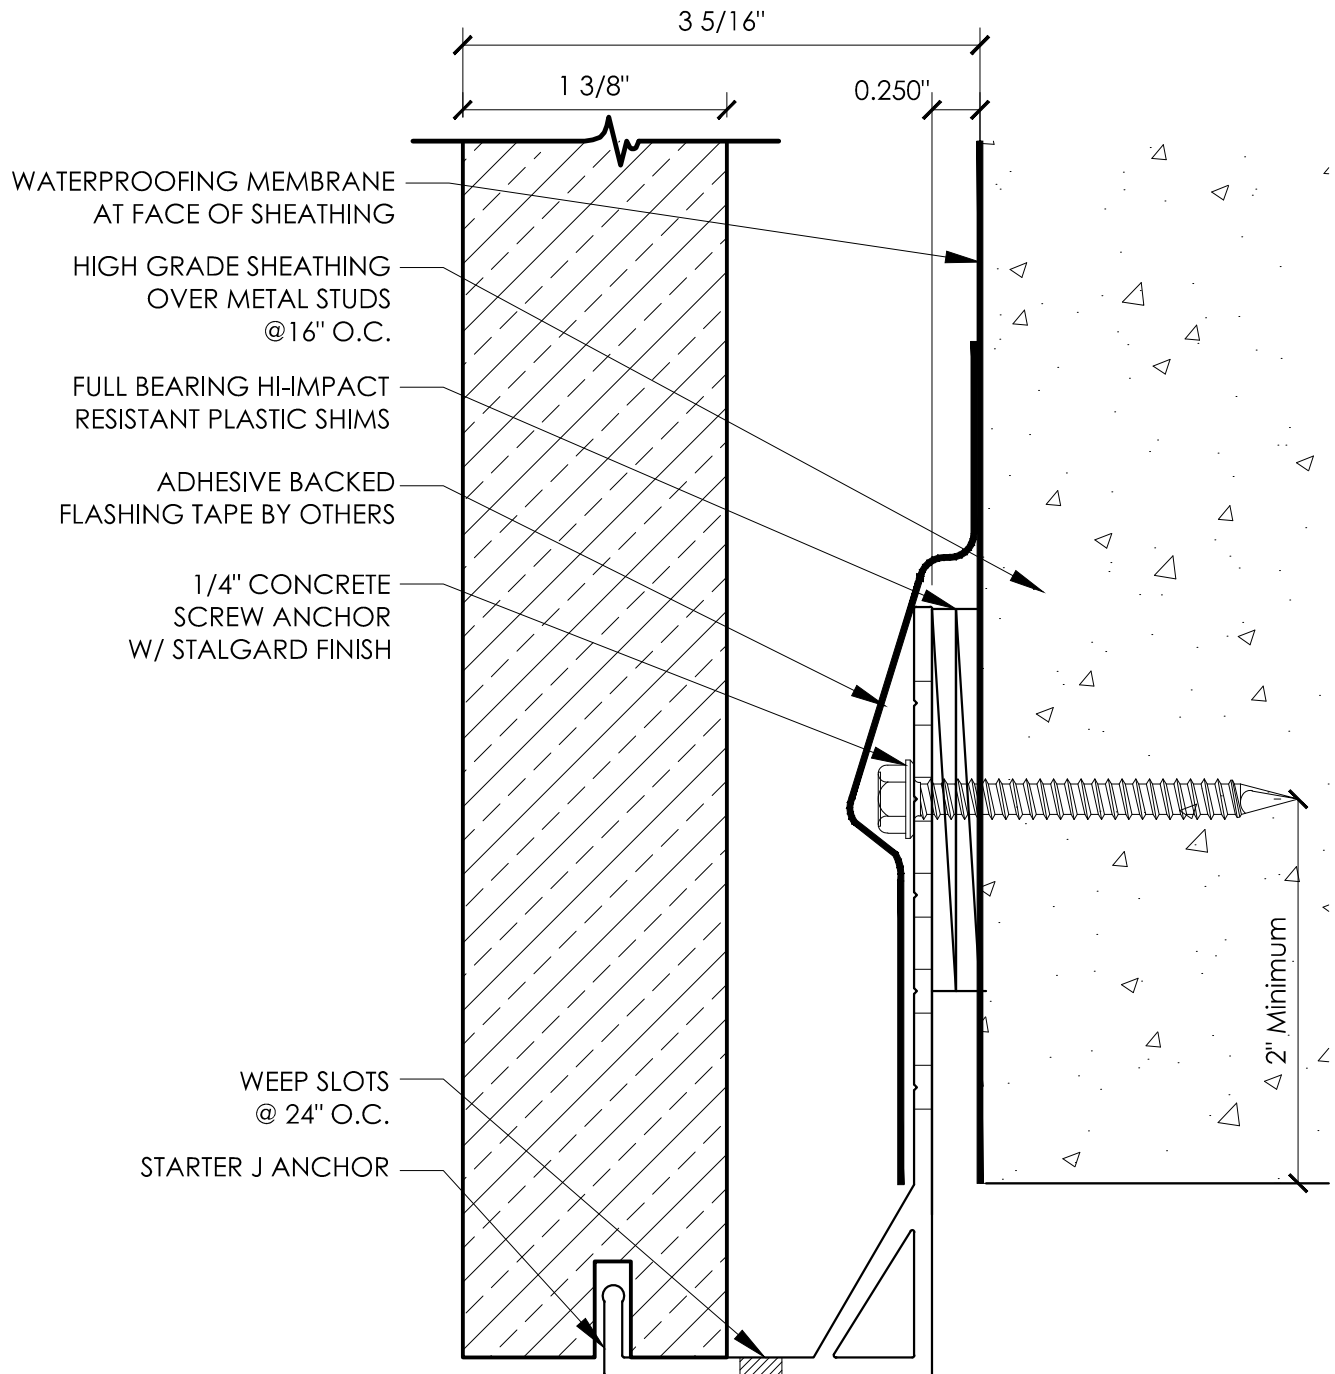 3 5/16"
1 3/8"
0.250"
WATERPROOFING MEMBRANE
AT FACE OF SHEATHING
HIGH GRADE SHEATHING
OVER METAL STUDS
@16" O.C.
FULL BEARING HI-IMPACT
RESISTANT PLASTIC SHIMS
ADHESIVE BACKED
FLASHING TAPE BY OTHERS
1/4" CONCRETE
SCREW ANCHOR
W/ STALGARD FINISH
2" Minimum
WEEP SLOTS
@ 24" O.C.
STARTER J ANCHOR